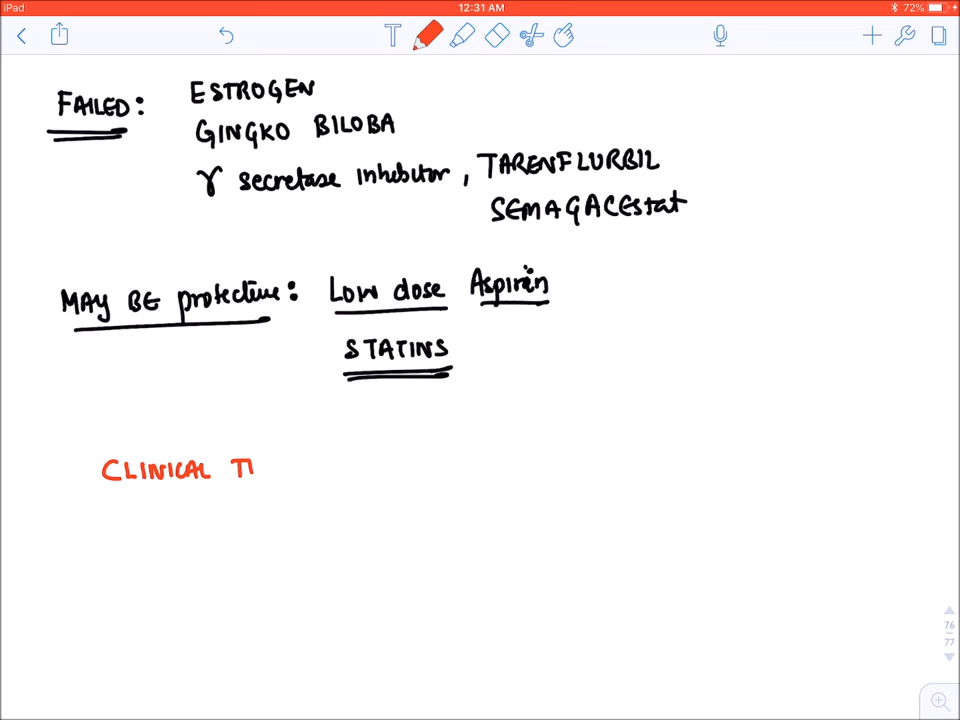 iPad 12:31 AM 72%
T
FAILED: ESTROGEN
GINGKO BILOBA
γ secretase inhibitor, TARENFLURBIL
SEMAGACEstat
MAY BE protective: Low dose Aspirin
STATINS
CLINICAL TI
76
77